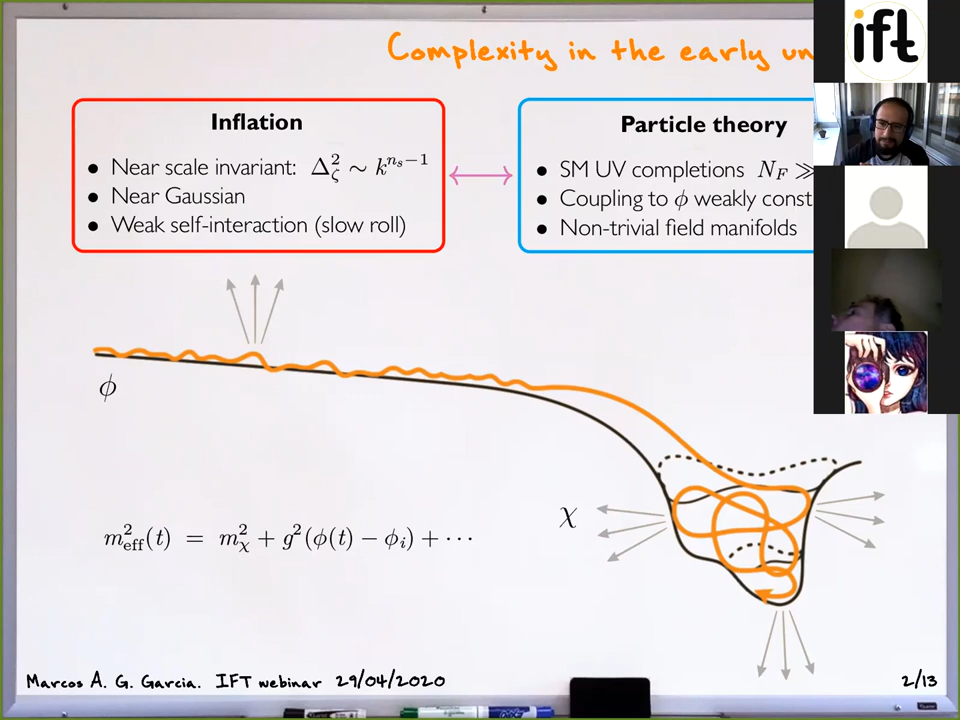 Complexity in the early un
ift
Inflation
● Near scale invariant: Δ²_ζ ∼ k^{n_s−1}
● Near Gaussian
● Weak self-interaction (slow roll)
Particle theory
● SM UV completions N_F ≫
● Coupling to ϕ weakly const
● Non-trivial field manifolds
ϕ
χ
m²_eff(t) = m²_χ + g²(ϕ(t) − ϕ_i) + ⋯
Marcos A. G. Garcia. IFT webinar 29/04/2020
2/13